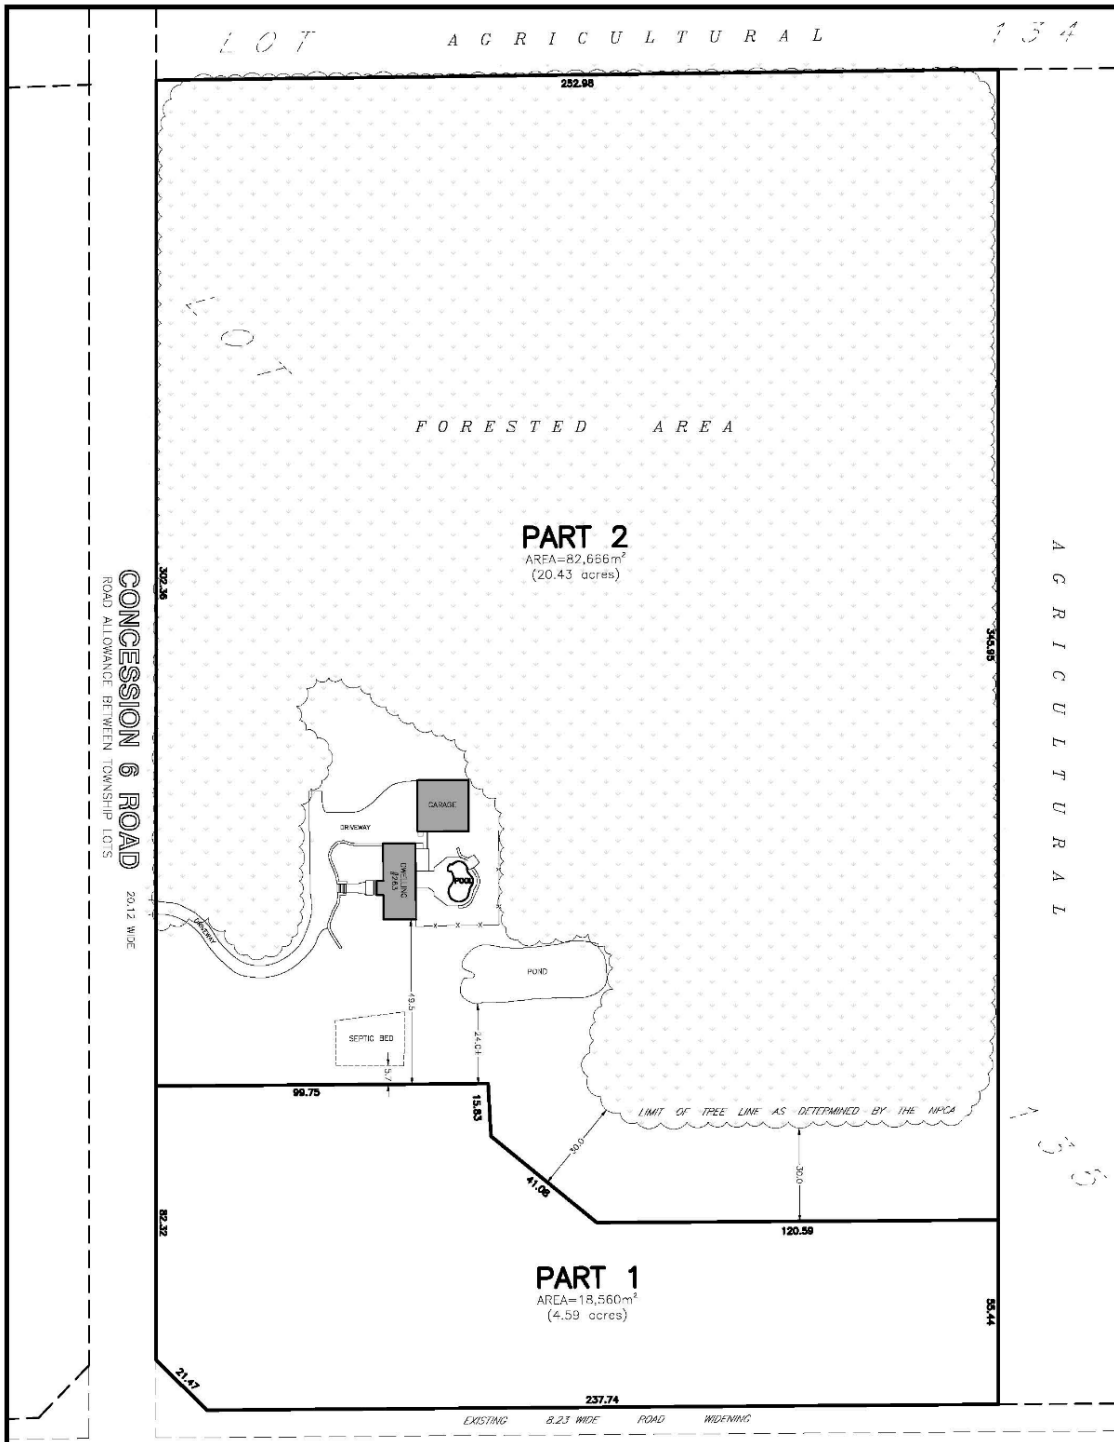 LOT AGRICULTURAL 134
252.98
LOT
FORESTED AREA
PART 2
AREA=82,666m²
(20.43 acres)
AGRICULTURAL
302.36
345.95
CONCESSION 6 ROAD
ROAD ALLOWANCE BETWEEN TOWNSHIP LOTS
20.12 WIDE
GARAGE
DRIVEWAY
DWELLING
#263
POOL
X X X
DRIVEWAY
POND
49.5
SEPTIC BED
24.0±
5.7
99.75
15.83
LIMIT OF TREE LINE AS DETERMINED BY THE NPCA
135
30.0
30.0
41.08
82.32
120.59
PART 1
AREA=18,560m²
(4.59 acres)
55.44
21.47
237.74
EXISTING 8.23 WIDE ROAD WIDENING